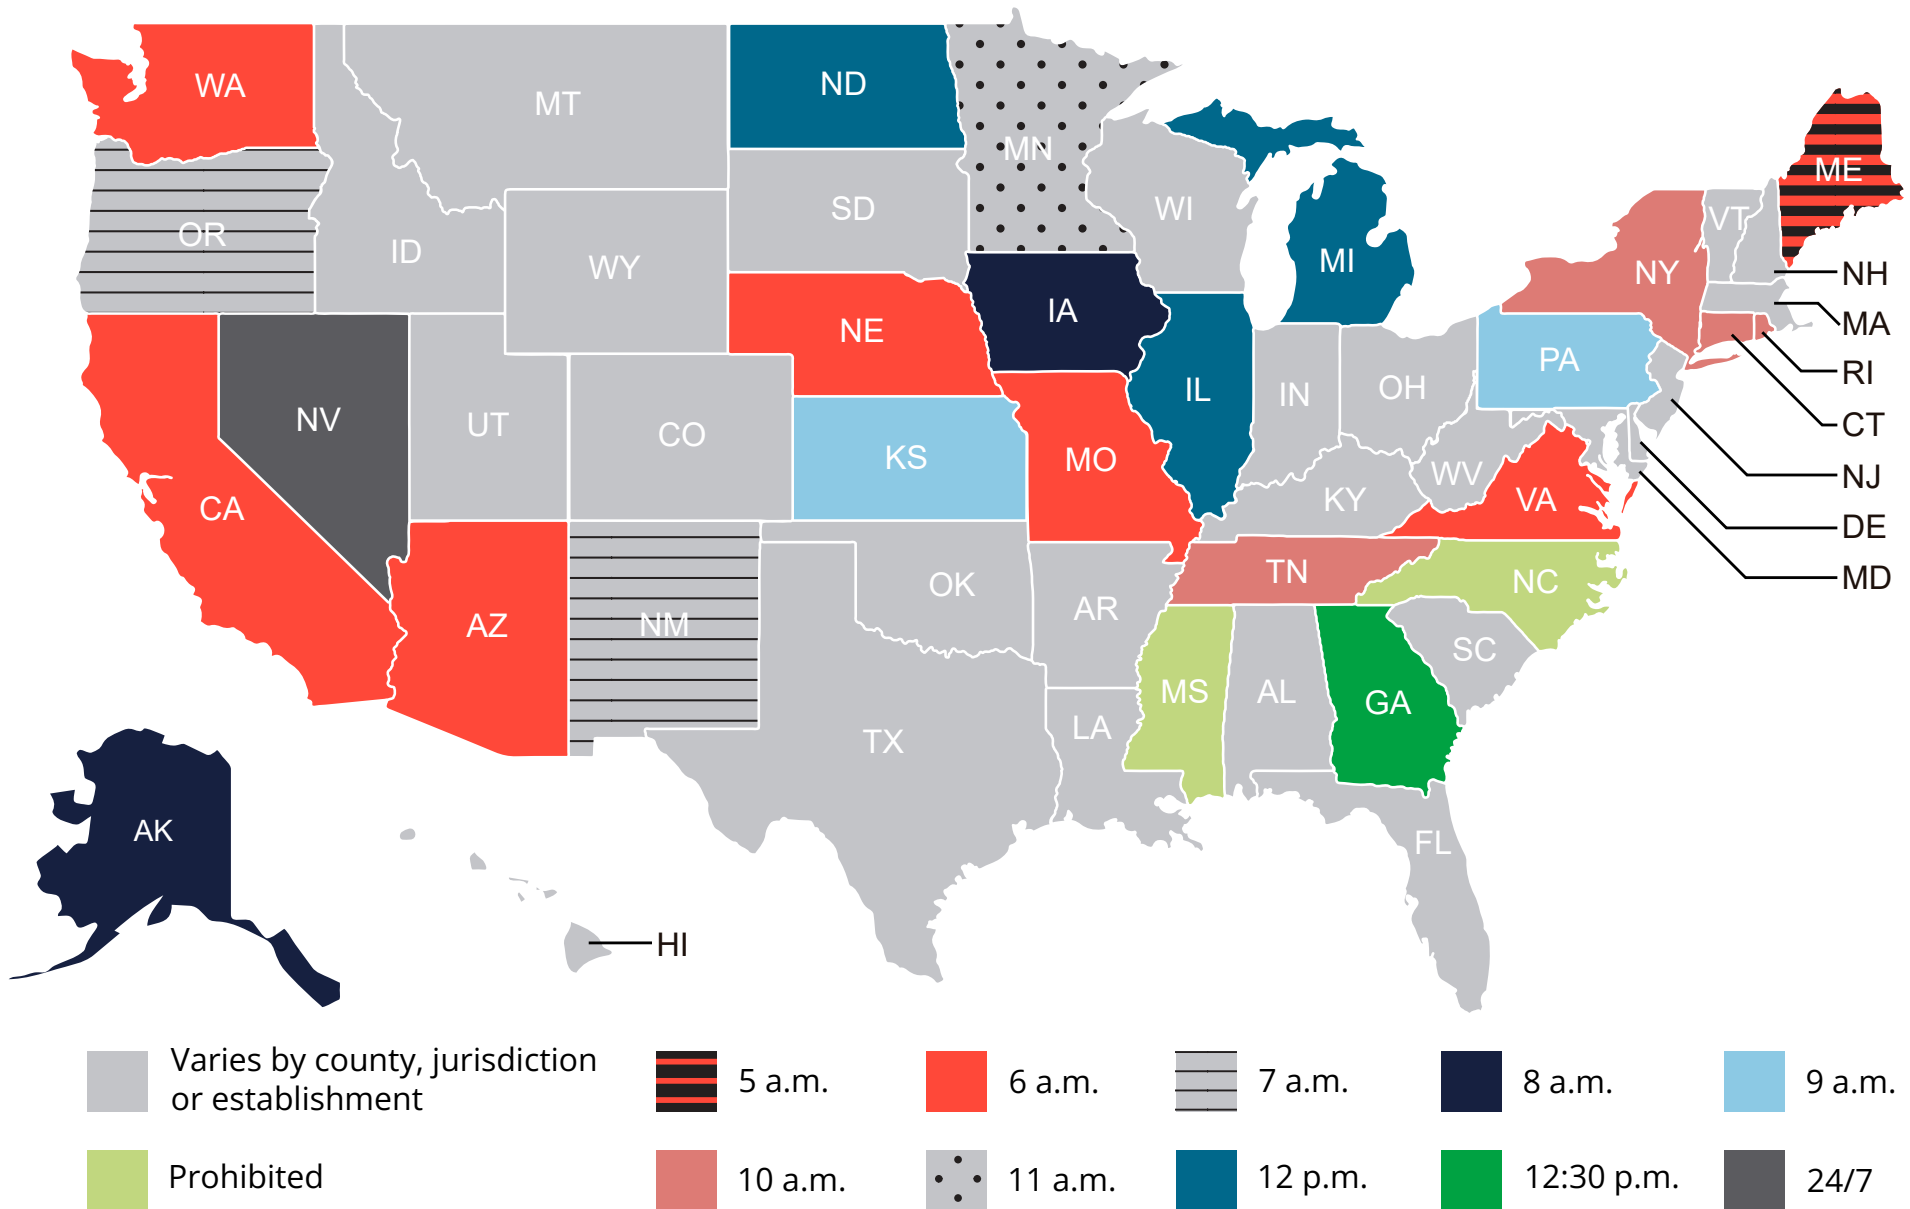 WA
MT
ND
MN
OR
ID
WY
SD
WI
MI
ME
VT
NY
NH
MA
RI
CT
NJ
DE
MD
NV
UT
CO
NE
IA
KS
MO
IL
IN
OH
PA
WV
VA
KY
CA
AZ
NM
OK
AR
TN
NC
SC
MS
AL
GA
TX
LA
FL
AK
HI
Varies by county, jurisdiction
or establishment
5 a.m.
6 a.m.
7 a.m.
8 a.m.
9 a.m.
Prohibited
10 a.m.
11 a.m.
12 p.m.
12:30 p.m.
24/7